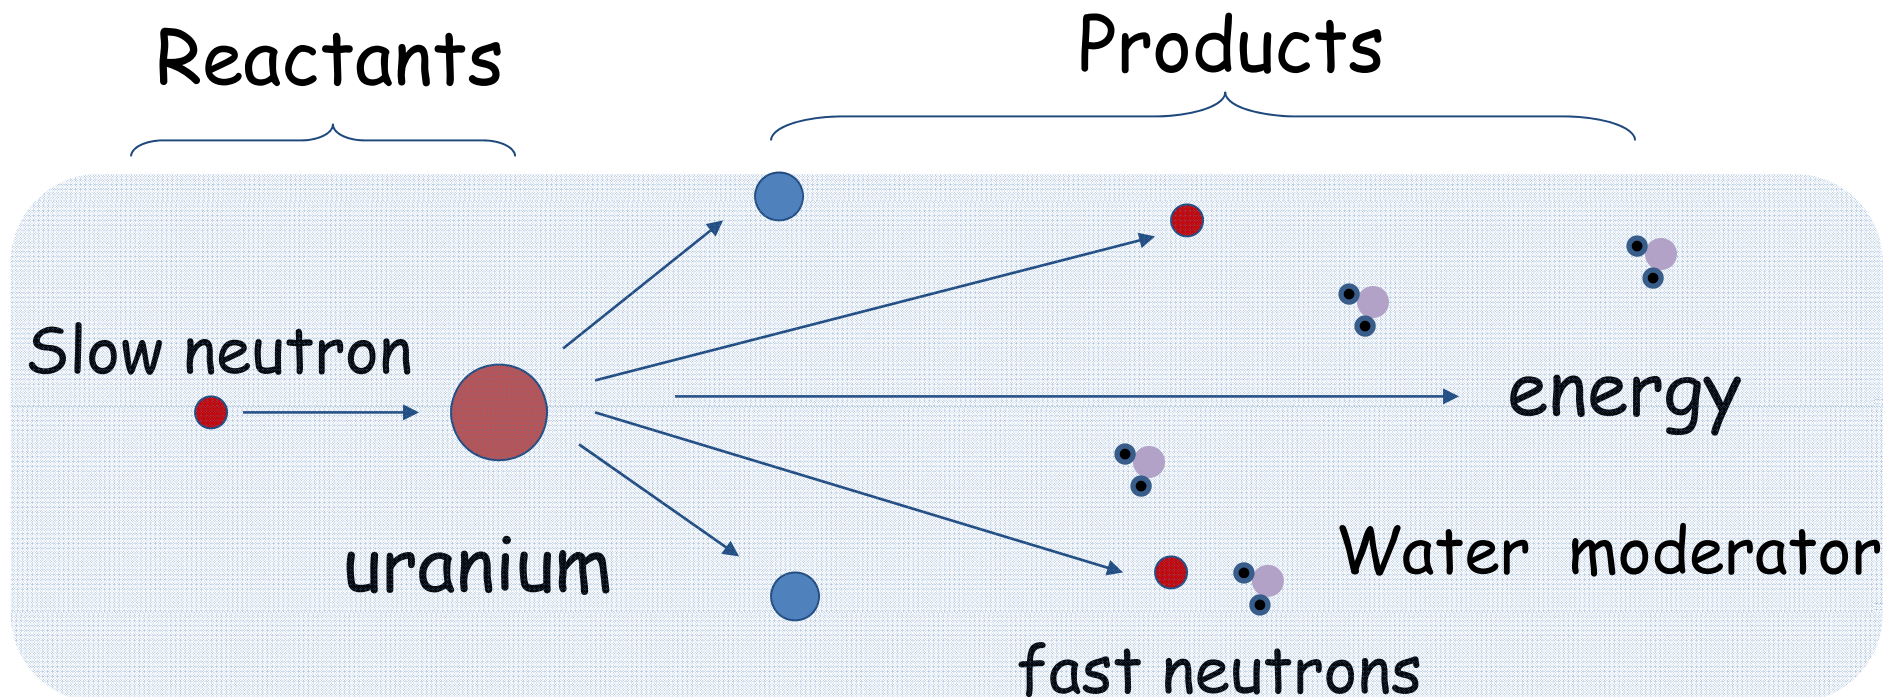 Reactants
Products
Slow neutron
energy
uranium
Water moderator
fast neutrons